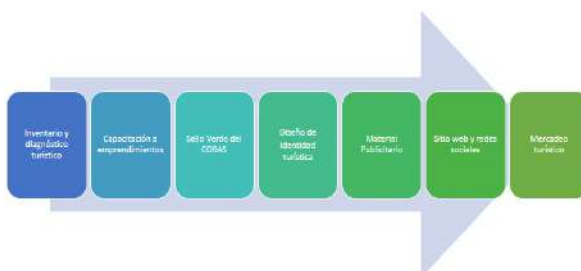 Inventario y
diagnóstico
turístico
Capacitación a
emprendimientos
Sello Verde del
COBAS
Diseño de
identidad
turística
Material
Publicitario
Sitio web y redes
sociales
Mercadeo
turístico